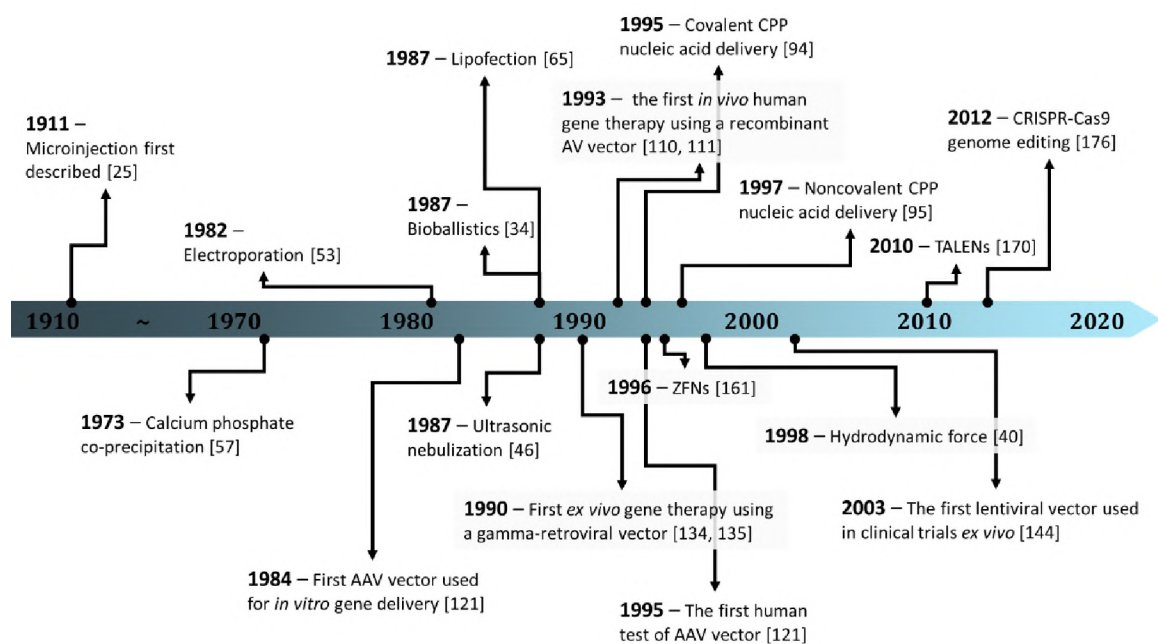 1995 – Covalent CPP
nucleic acid delivery [94]
1987 – Lipofection [65]
1993 – the first in vivo human
gene therapy using a recombinant
AV vector [110, 111]
1911 –
Microinjection first
described [25]
2012 – CRISPR-Cas9
genome editing [176]
1997 – Noncovalent CPP
nucleic acid delivery [95]
1987 –
Bioballistics [34]
1982 –
Electroporation [53]
2010 – TALENs [170]
1910 ~ 1970 1980 1990 2000 2010 2020
1996 – ZFNs [161]
1973 – Calcium phosphate
co-precipitation [57]
1987 – Ultrasonic
nebulization [46]
1998 – Hydrodynamic force [40]
1990 – First ex vivo gene therapy using
a gamma-retroviral vector [134, 135]
2003 – The first lentiviral vector used
in clinical trials ex vivo [144]
1984 – First AAV vector used
for in vitro gene delivery [121]
1995 – The first human
test of AAV vector [121]